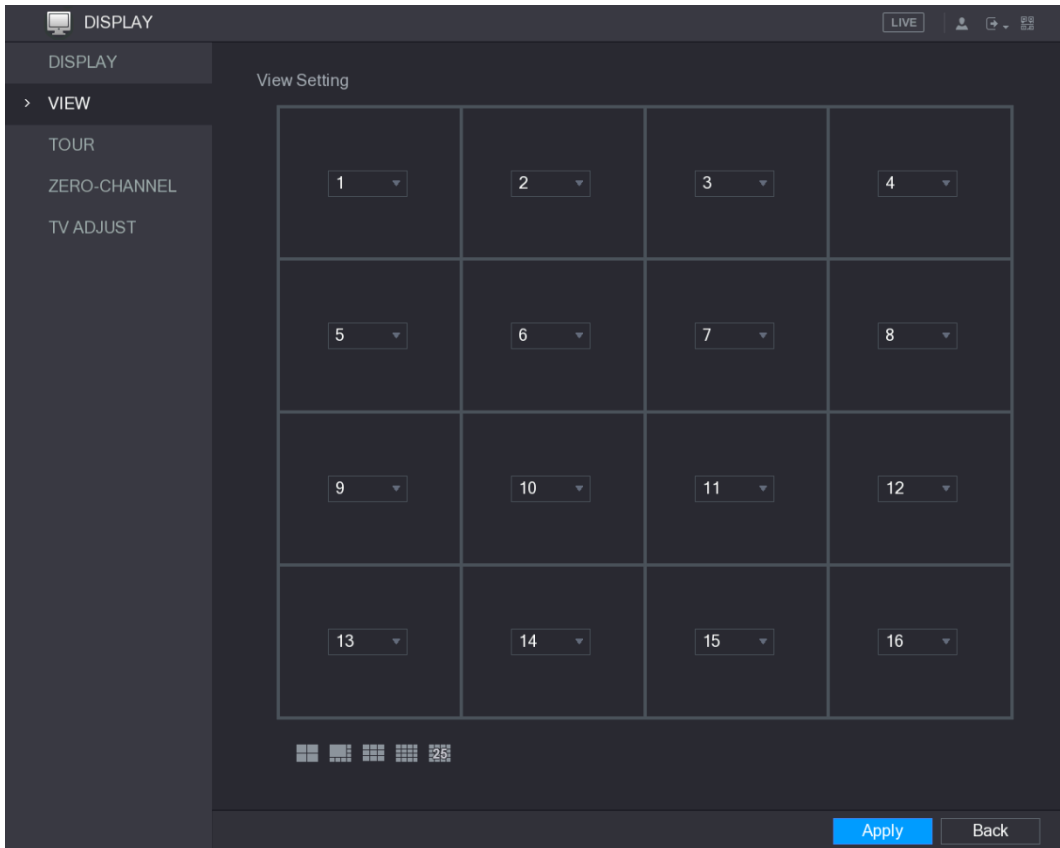 DISPLAY LIVE
DISPLAY
View Setting
VIEW
TOUR
ZERO-CHANNEL
TV ADJUST
1 2 3 4
5 6 7 8
9 10 11 12
13 14 15 16
25
Apply Back